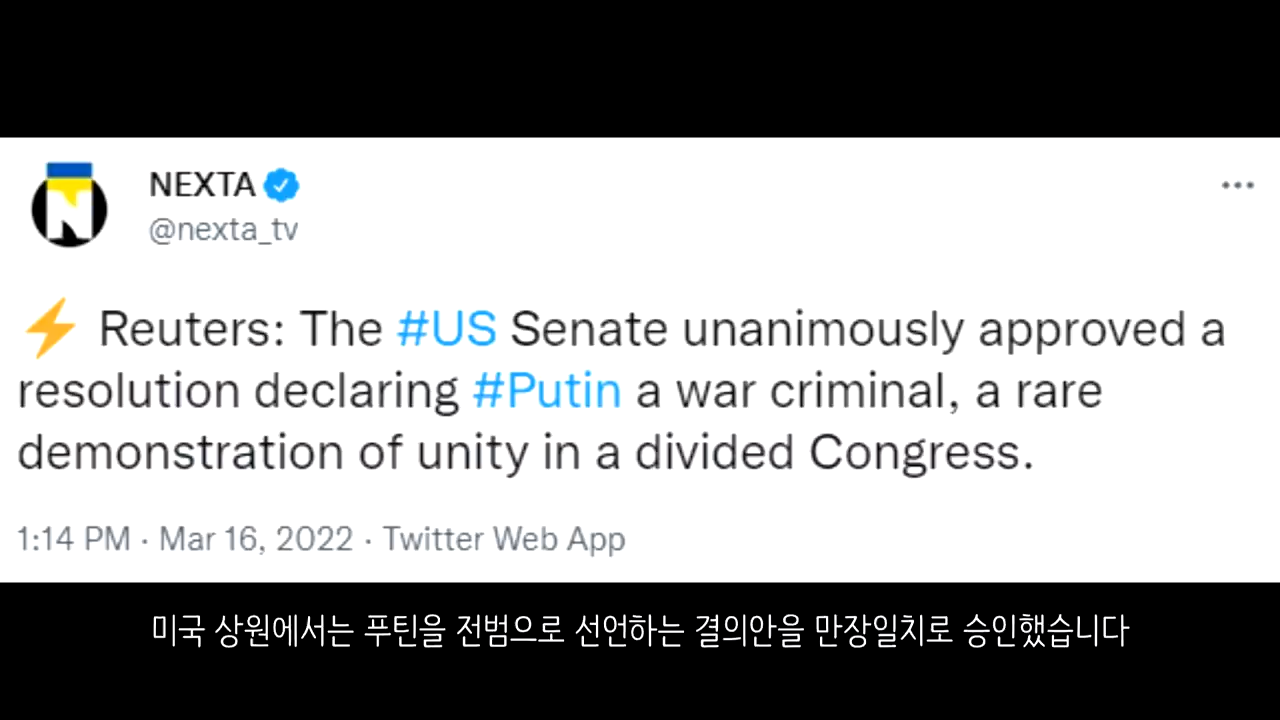 NEXTA
@nexta_tv
⚡ Reuters: The #US Senate unanimously approved a
resolution declaring #Putin a war criminal, a rare
demonstration of unity in a divided Congress.
1:14 PM · Mar 16, 2022 · Twitter Web App
미국 상원에서는 푸틴을 전범으로 선언하는 결의안을 만장일치로 승인했습니다